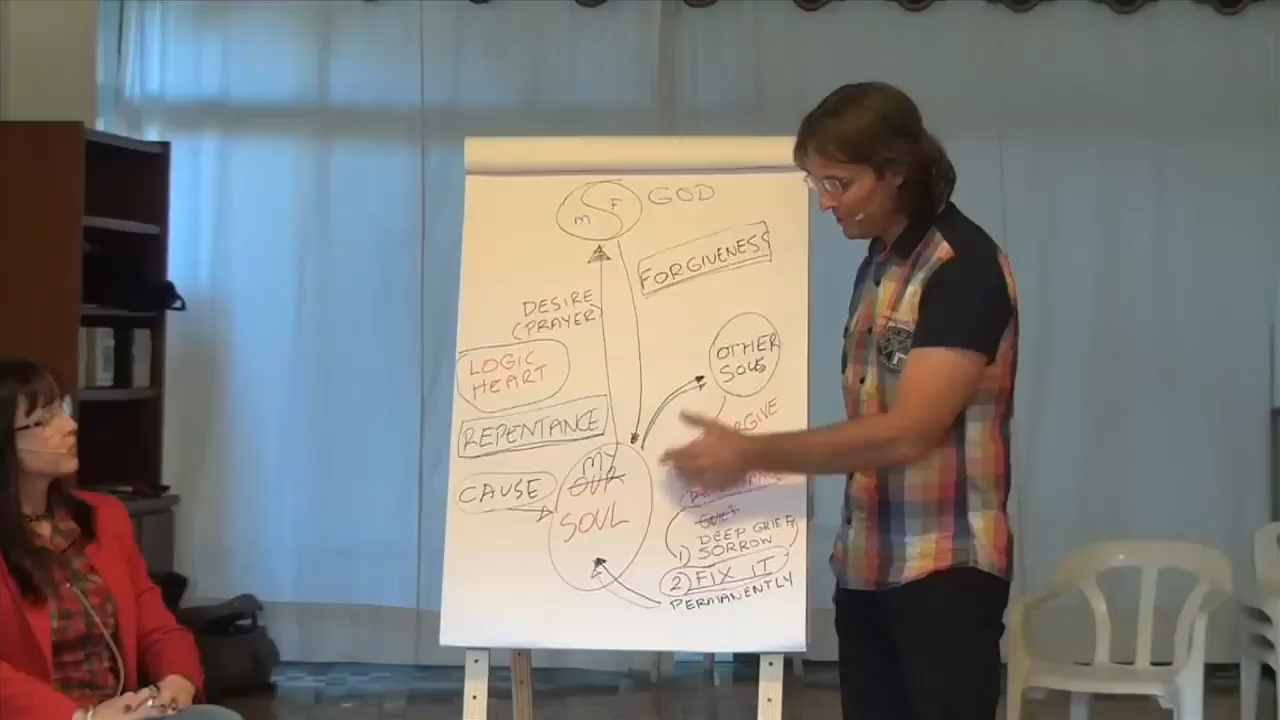 GOD
M F
FORGIVENESS
DESIRE
(PRAYER)
LOGIC
HEART
OTHER
SOULS
REPENTANCE
CAUSE
MY
OUR
SOUL
DEEP GRIEF
1) SORROW
2) FIX IT
PERMANENTLY